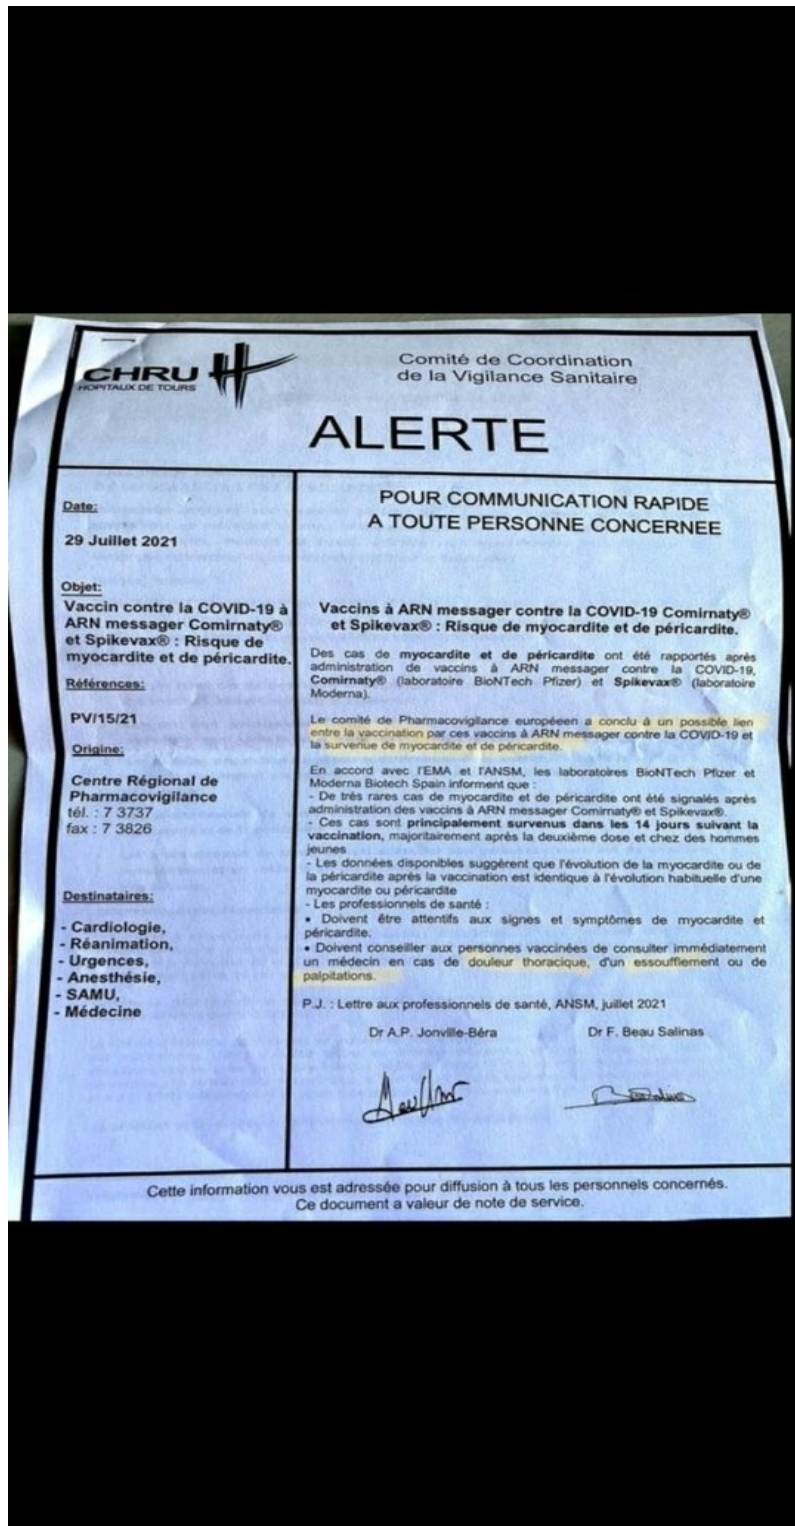 CHRU
HOPITAUX DE TOURS
Comité de Coordination
de la Vigilance Sanitaire
ALERTE
Date:
29 Juillet 2021
Objet:
Vaccin contre la COVID-19 à
ARN messager Comirnaty®
et Spikevax® : Risque de
myocardite et de péricardite.
Références:
PV/15/21
Origine:
Centre Régional de
Pharmacovigilance
tél. : 7 3737
fax : 7 3826
Destinataires:
- Cardiologie,
- Réanimation,
- Urgences,
- Anesthésie,
- SAMU,
- Médecine
POUR COMMUNICATION RAPIDE
A TOUTE PERSONNE CONCERNEE
Vaccins à ARN messager contre la COVID-19 Comirnaty®
et Spikevax® : Risque de myocardite et de péricardite.
Des cas de myocardite et de péricardite ont été rapportés après
administration de vaccins à ARN messager contre la COVID-19,
Comirnaty® (laboratoire BioNTech Pfizer) et Spikevax® (laboratoire
Moderna).
Le comité de Pharmacovigilance européeen a conclu à un possible lien
entre la vaccination par ces vaccins à ARN messager contre la COVID-19 et
la survenue de myocardite et de péricardite.
En accord avec l'EMA et l'ANSM, les laboratoires BioNTech Pfizer et
Moderna Biotech Spain informent que :
- De très rares cas de myocardite et de péricardite ont été signalés après
administration des vaccins à ARN messager Comirnaty® et Spikevax®.
- Ces cas sont principalement survenus dans les 14 jours suivant la
vaccination, majoritairement après la deuxième dose et chez des hommes
jeunes
- Les données disponibles suggèrent que l'évolution de la myocardite ou de
la péricardite après la vaccination est identique à l'évolution habituelle d'une
myocardite ou péricardite
- Les professionnels de santé :
• Doivent être attentifs aux signes et symptômes de myocardite et
péricardite.
• Doivent conseiller aux personnes vaccinées de consulter immédiatement
un médecin en cas de douleur thoracique, d'un essoufflement ou de
palpitations.
P.J. : Lettre aux professionnels de santé, ANSM, juillet 2021
Dr A.P. Jonville-Béra
Dr F. Beau Salinas
Cette information vous est adressée pour diffusion à tous les personnels concernés.
Ce document a valeur de note de service.